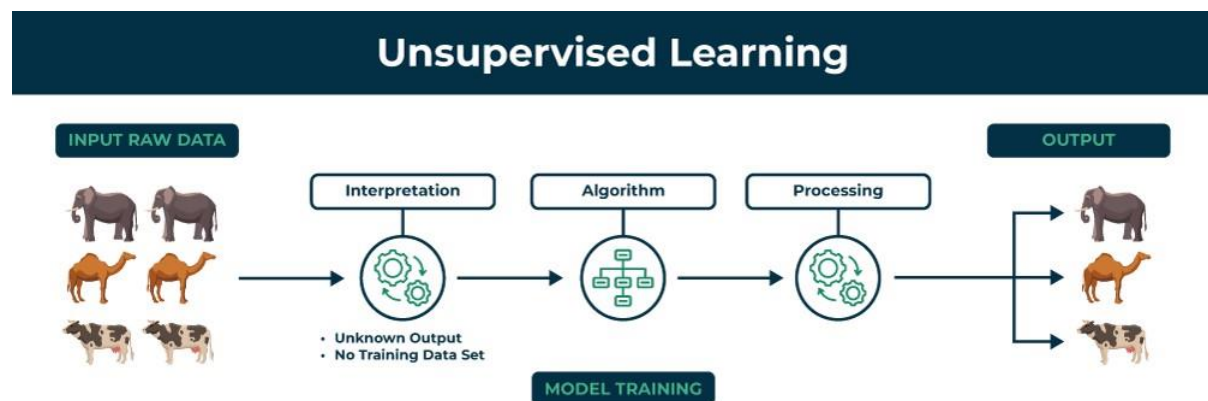 Unsupervised Learning
INPUT RAW DATA
OUTPUT
Interpretation
Algorithm
Processing
• Unknown Output
• No Training Data Set
MODEL TRAINING